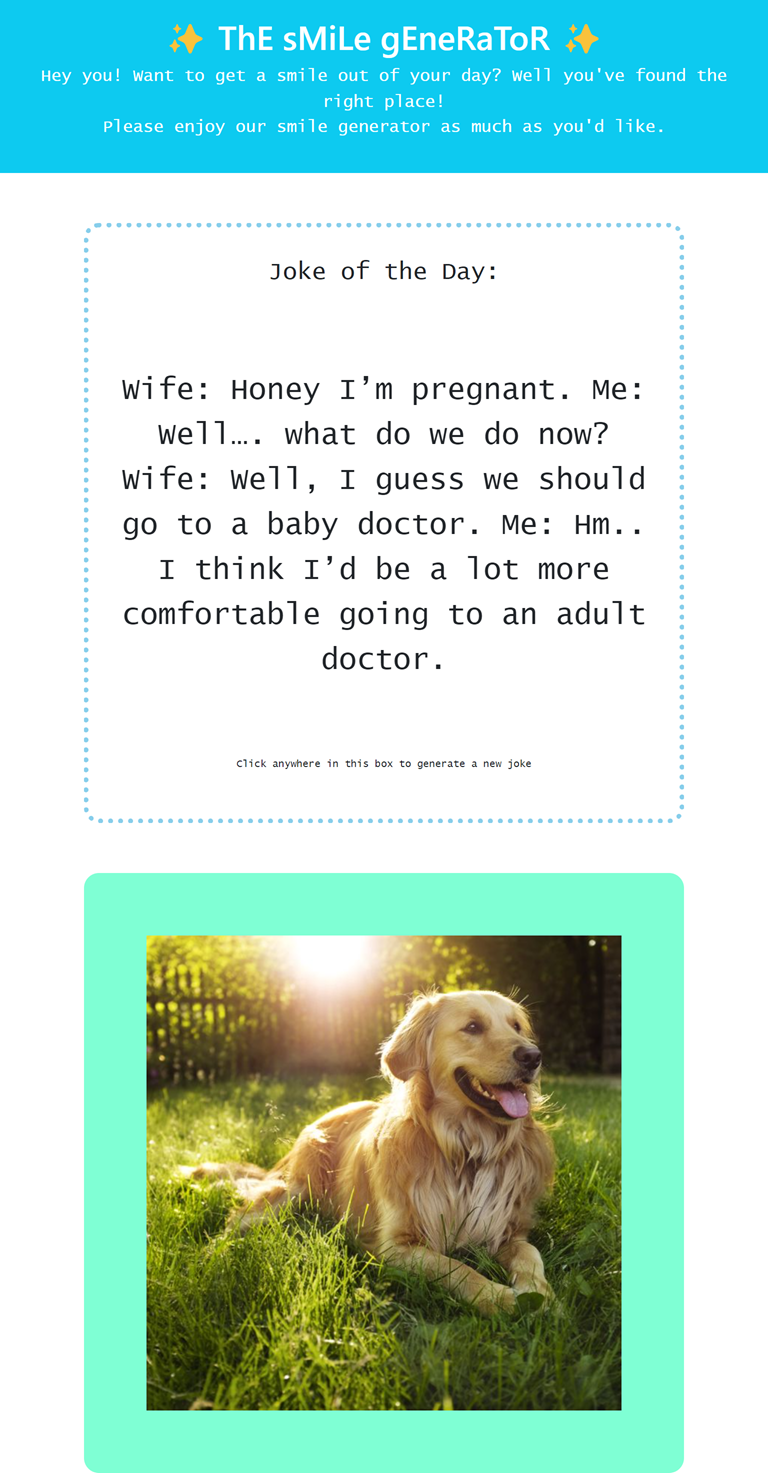 ✨ ThE sMiLe gEneRaToR ✨
Hey you! Want to get a smile out of your day? Well you've found the
right place!
Please enjoy our smile generator as much as you'd like.
Joke of the Day:
Wife: Honey I’m pregnant. Me:
Well…. what do we do now?
Wife: Well, I guess we should
go to a baby doctor. Me: Hm..
I think I’d be a lot more
comfortable going to an adult
doctor.
Click anywhere in this box to generate a new joke